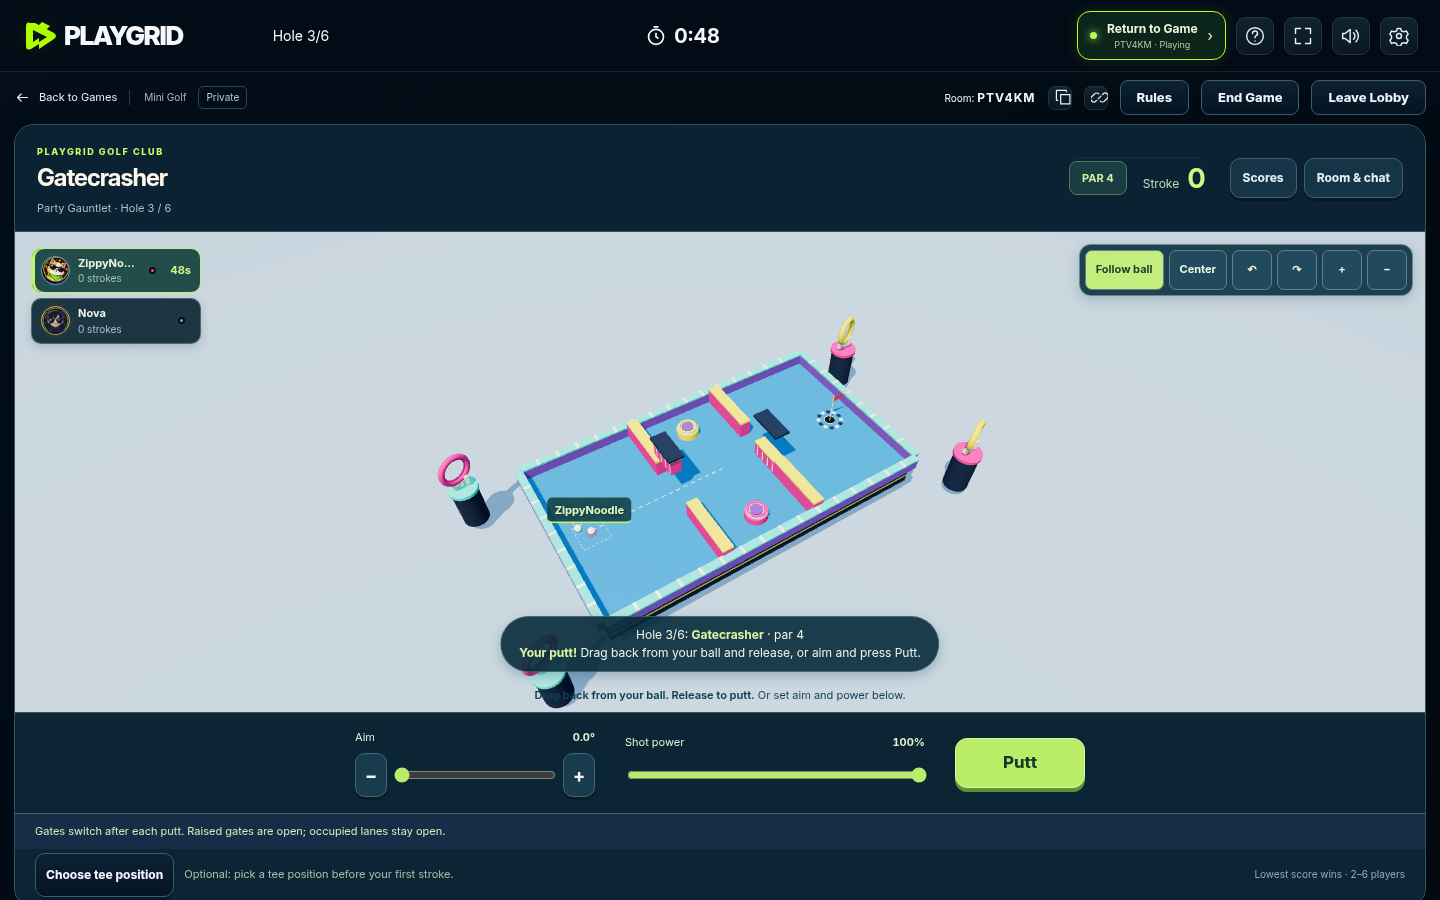 PLAYGRID
Hole 3/6
0:48
Return to Game
PTV4KM · Playing
Back to Games
Mini Golf
Private
Room: PTV4KM
Rules
End Game
Leave Lobby
PLAYGRID GOLF CLUB
Gatecrasher
Party Gauntlet · Hole 3 / 6
PAR 4
Stroke 0
Scores
Room & chat
ZippyNo...
0 strokes
48s
Nova
0 strokes
Follow ball
Center
ZippyNoodle
Hole 3/6: Gatecrasher · par 4
Your putt! Drag back from your ball and release, or aim and press Putt.
Drag back from your ball. Release to putt. Or set aim and power below.
Aim
0.0°
Shot power
100%
Putt
Gates switch after each putt. Raised gates are open; occupied lanes stay open.
Choose tee position
Optional: pick a tee position before your first stroke.
Lowest score wins · 2–6 players